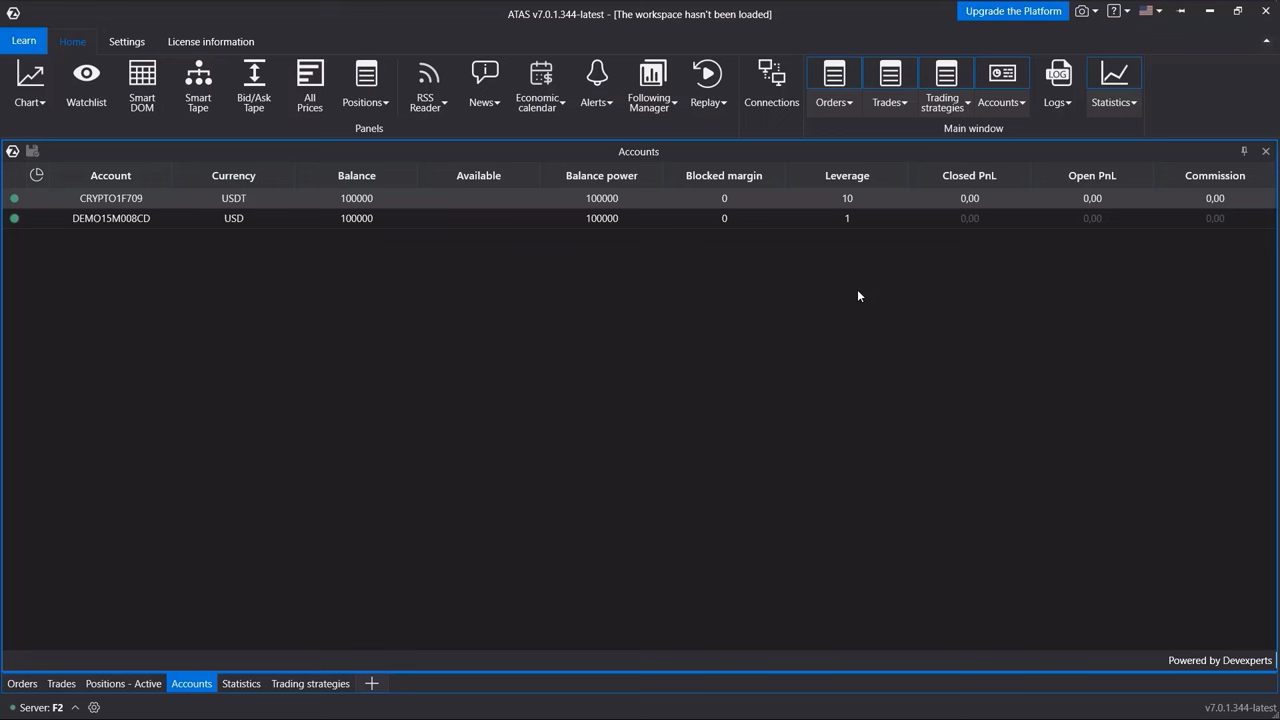 ATAS v7.0.1.344-latest - [The workspace hasn't been loaded]
Upgrade the Platform
Learn Home Settings License information
Chart Watchlist Smart DOM Smart Tape Bid/Ask Tape All Prices Positions RSS Reader News Economic calendar Alerts Following Manager Replay Connections Orders Trades Trading strategies Accounts LOG Logs Statistics
Panels Main window
Accounts
Account Currency Balance Available Balance power Blocked margin Leverage Closed PnL Open PnL Commission
CRYPTO1F709 USDT 100000 100000 0 10 0,00 0,00 0,00
DEMO15M008CD USD 100000 100000 0 1 0,00 0,00 0,00
Powered by Devexperts
Orders Trades Positions - Active Accounts Statistics Trading strategies
Server: F2 v7.0.1.344-latest